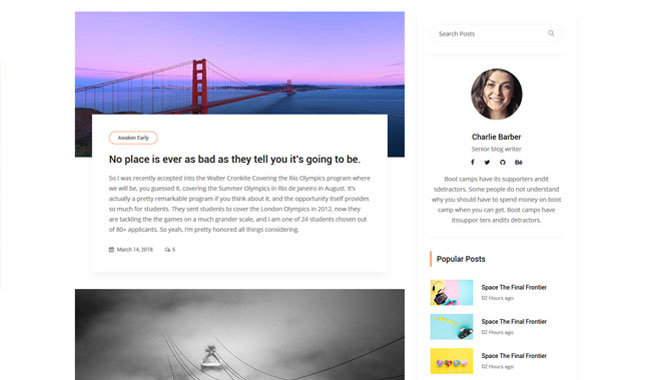 Awaken Early
No place is ever as bad as they tell you it's going to be.
So I was recently accepted into the Walter Cronkite Covering the Rio Olympics program where
we will be, you guessed it, covering the Summer Olympics in Rio de Janeiro in August. It's
actually a pretty remarkable program if you think about it, and the opportunity itself provides
so much for students. They sent students to cover the London Olympics in 2012, now they
are tackling the the games on a much grander scale, and I am one of 24 students chosen out
of 80+ applicants. So yeah, I'm pretty honored all things considering.
March 14, 2018
5
Search Posts
Charlie Barber
Senior blog writer
Boot camps have its supporters andit
sdetractors. Some people do not understand
why you should have to spend money on boot
camp when you can get. Boot camps have
itssuppor ters andits detractors.
Popular Posts
Space The Final Frontier
02 Hours ago
Space The Final Frontier
02 Hours ago
Space The Final Frontier
02 Hours ago